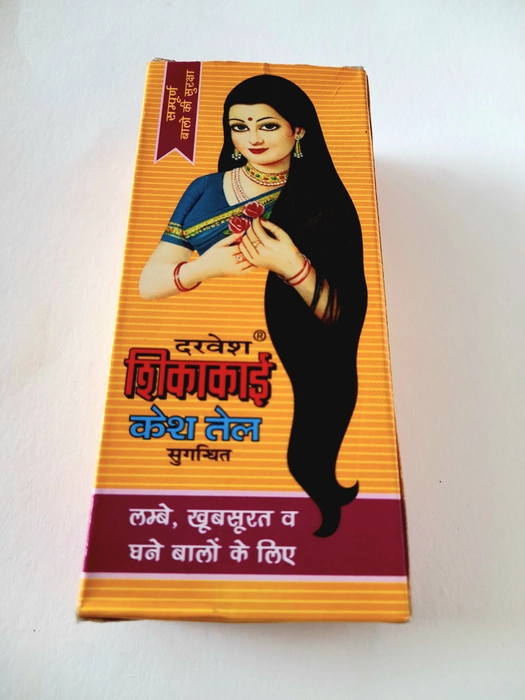 सम्पूर्ण
बालों की सुरक्षा
दरवेश®
शिकाकाई
केश तेल
सुगन्धित
लम्बे, खूबसूरत व
घने बालों के लिए